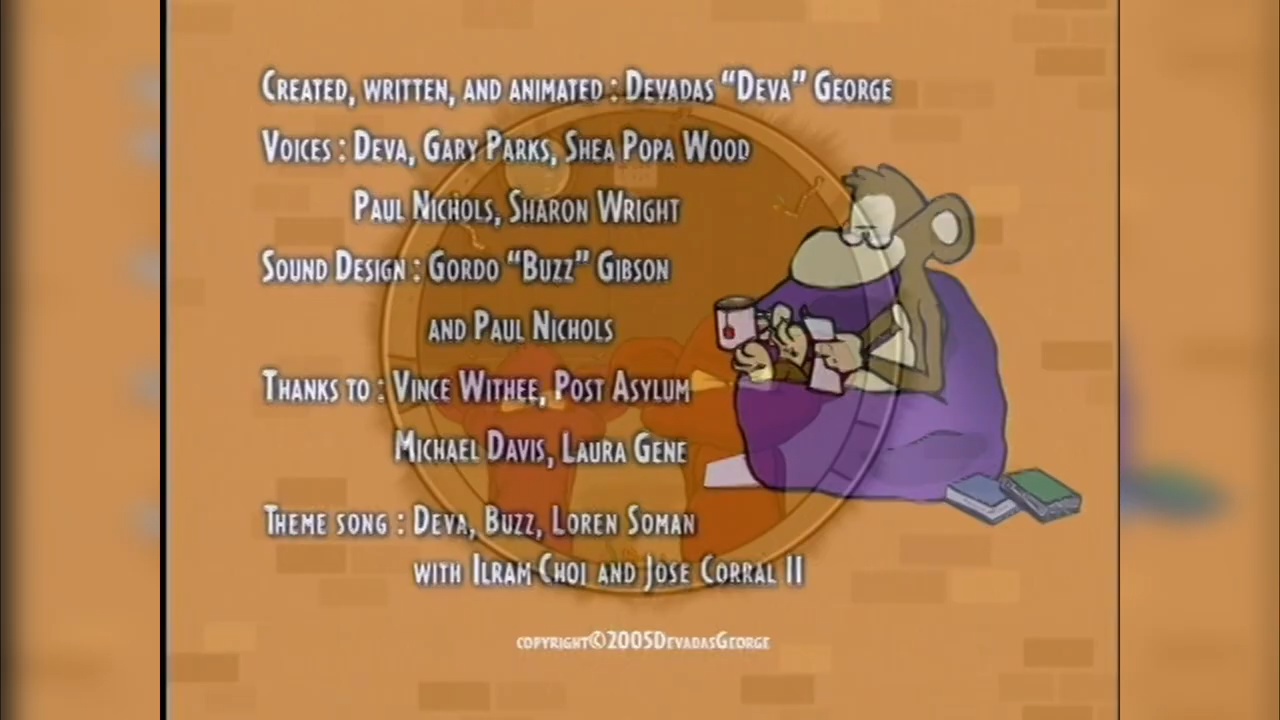 Created, written, and animated : Devadas “Deva” George
Voices : Deva, Gary Parks, Shea Popa Wood
Paul Nichols, Sharon Wright
Sound Design : Gordo “Buzz” Gibson
and Paul Nichols
Thanks to : Vince Withee, Post Asylum
Michael Davis, Laura Gene
Theme song : Deva, Buzz, Loren Soman
with Ilram Choi and Jose Corral II
copyright©2005DevadasGeorge